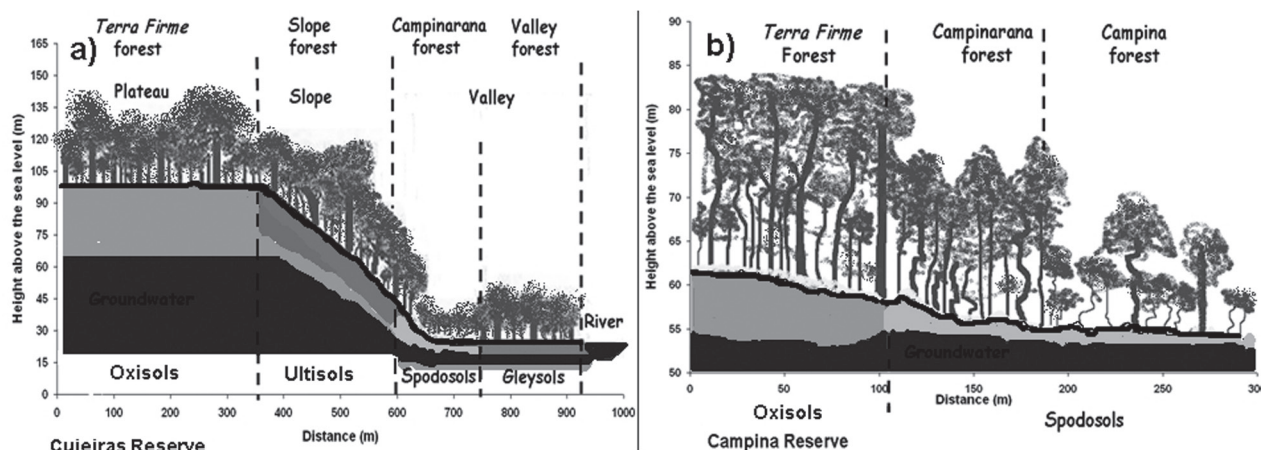 a)
Terra Firme
forest
Slope
forest
Campinarana
forest
Valley
forest
Plateau
Slope
Valley
Height above the sea level (m)
165
150
135
120
105
90
75
60
45
30
15
0
Groundwater
River
Oxisols
Ultisols
Spodosols
Gleysols
0 100 200 300 400 500 600 700 800 900 1000
Distance (m)
Cuieiras Reserve
b)
Terra Firme
Forest
Campinarana
forest
Campina
forest
Height above the sea level (m)
90
85
80
75
70
65
60
55
50
Groundwater
0 50 100 150 200 250 300
Distance (m)
Oxisols
Spodosols
Campina Reserve